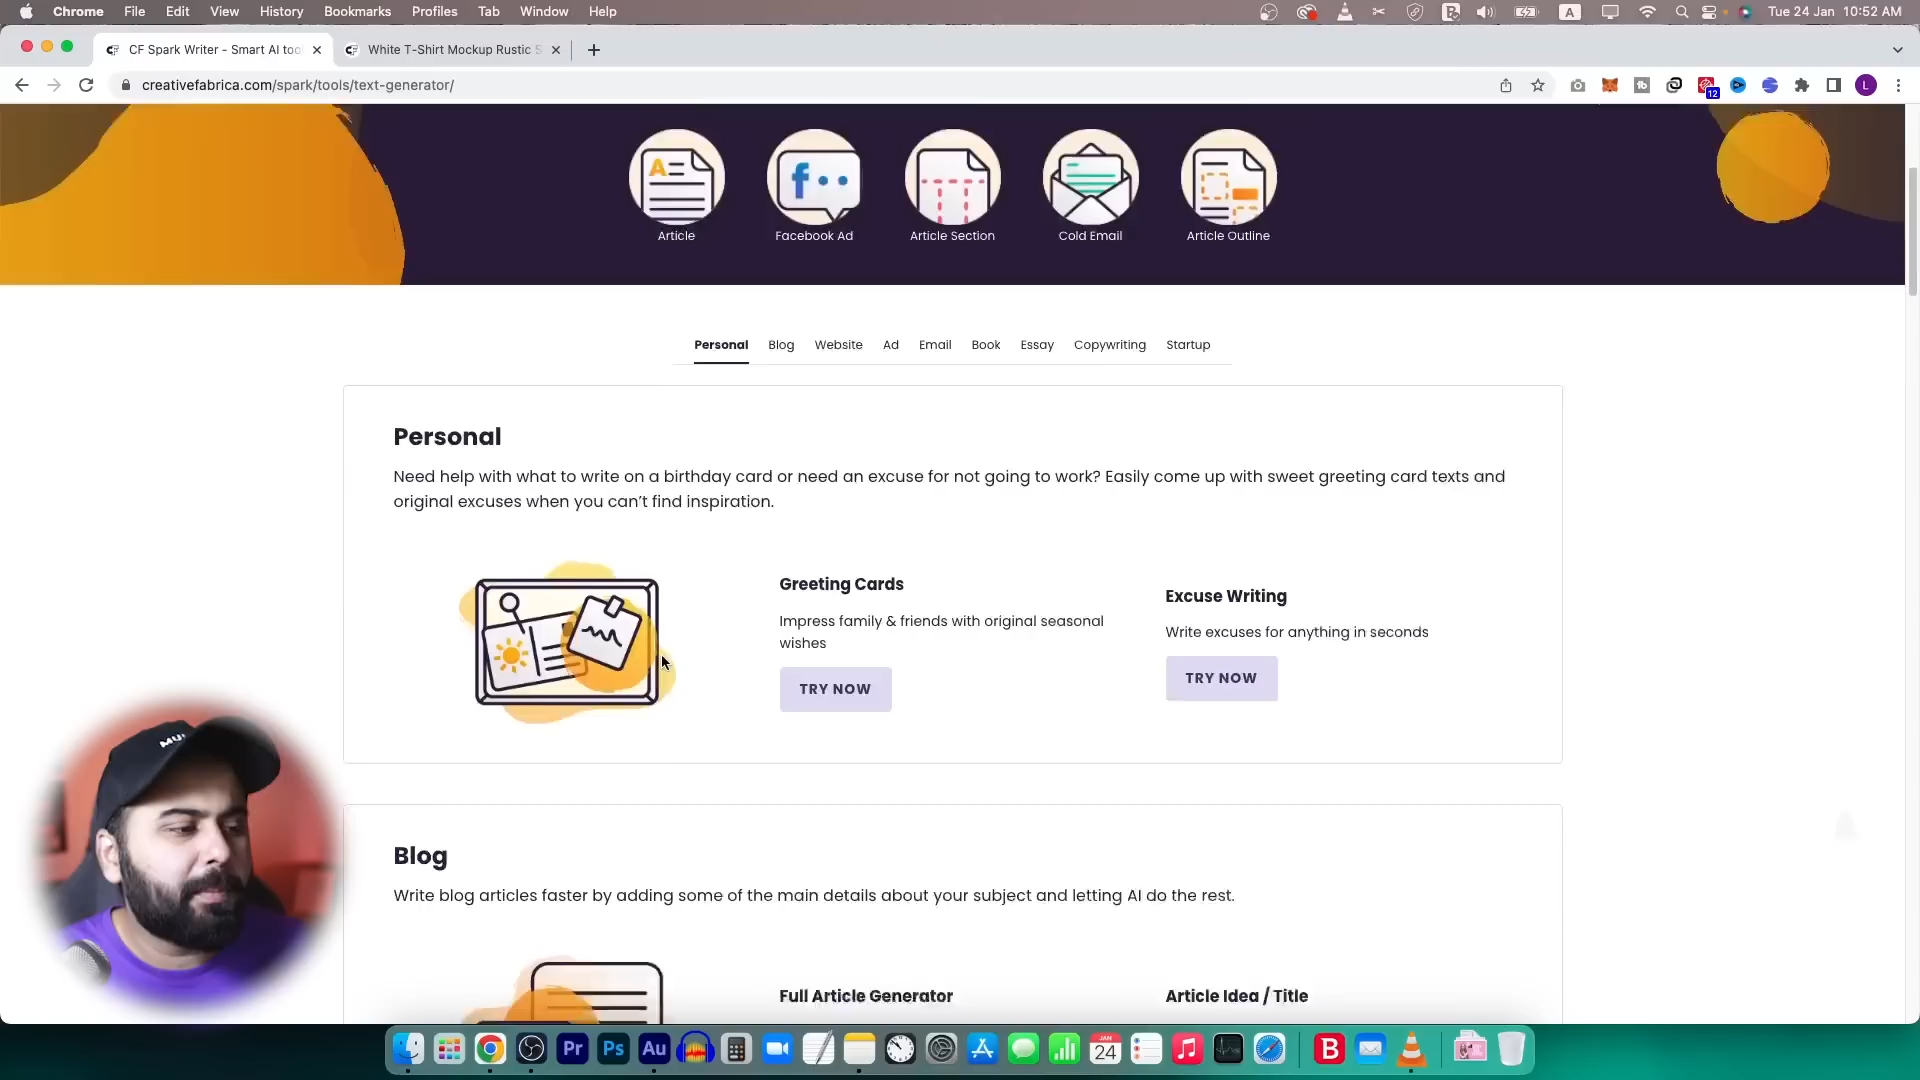 Chrome File Edit View History Bookmarks Profiles Tab Window Help
A
Tue 24 Jan 10:52 AM
CF Spark Writer - Smart AI too
White T-Shirt Mockup Rustic S
creativefabrica.com/spark/tools/text-generator/
12
L
Article
Facebook Ad
Article Section
Cold Email
Article Outline
Personal Blog Website Ad Email Book Essay Copywriting Startup
Personal
Need help with what to write on a birthday card or need an excuse for not going to work? Easily come up with sweet greeting card texts and
original excuses when you can’t find inspiration.
Greeting Cards
Impress family & friends with original seasonal
wishes
TRY NOW
Excuse Writing
Write excuses for anything in seconds
TRY NOW
Blog
Write blog articles faster by adding some of the main details about your subject and letting AI do the rest.
Full Article Generator
Article Idea / Title
Pr
Ps
Au
JAN
24
B